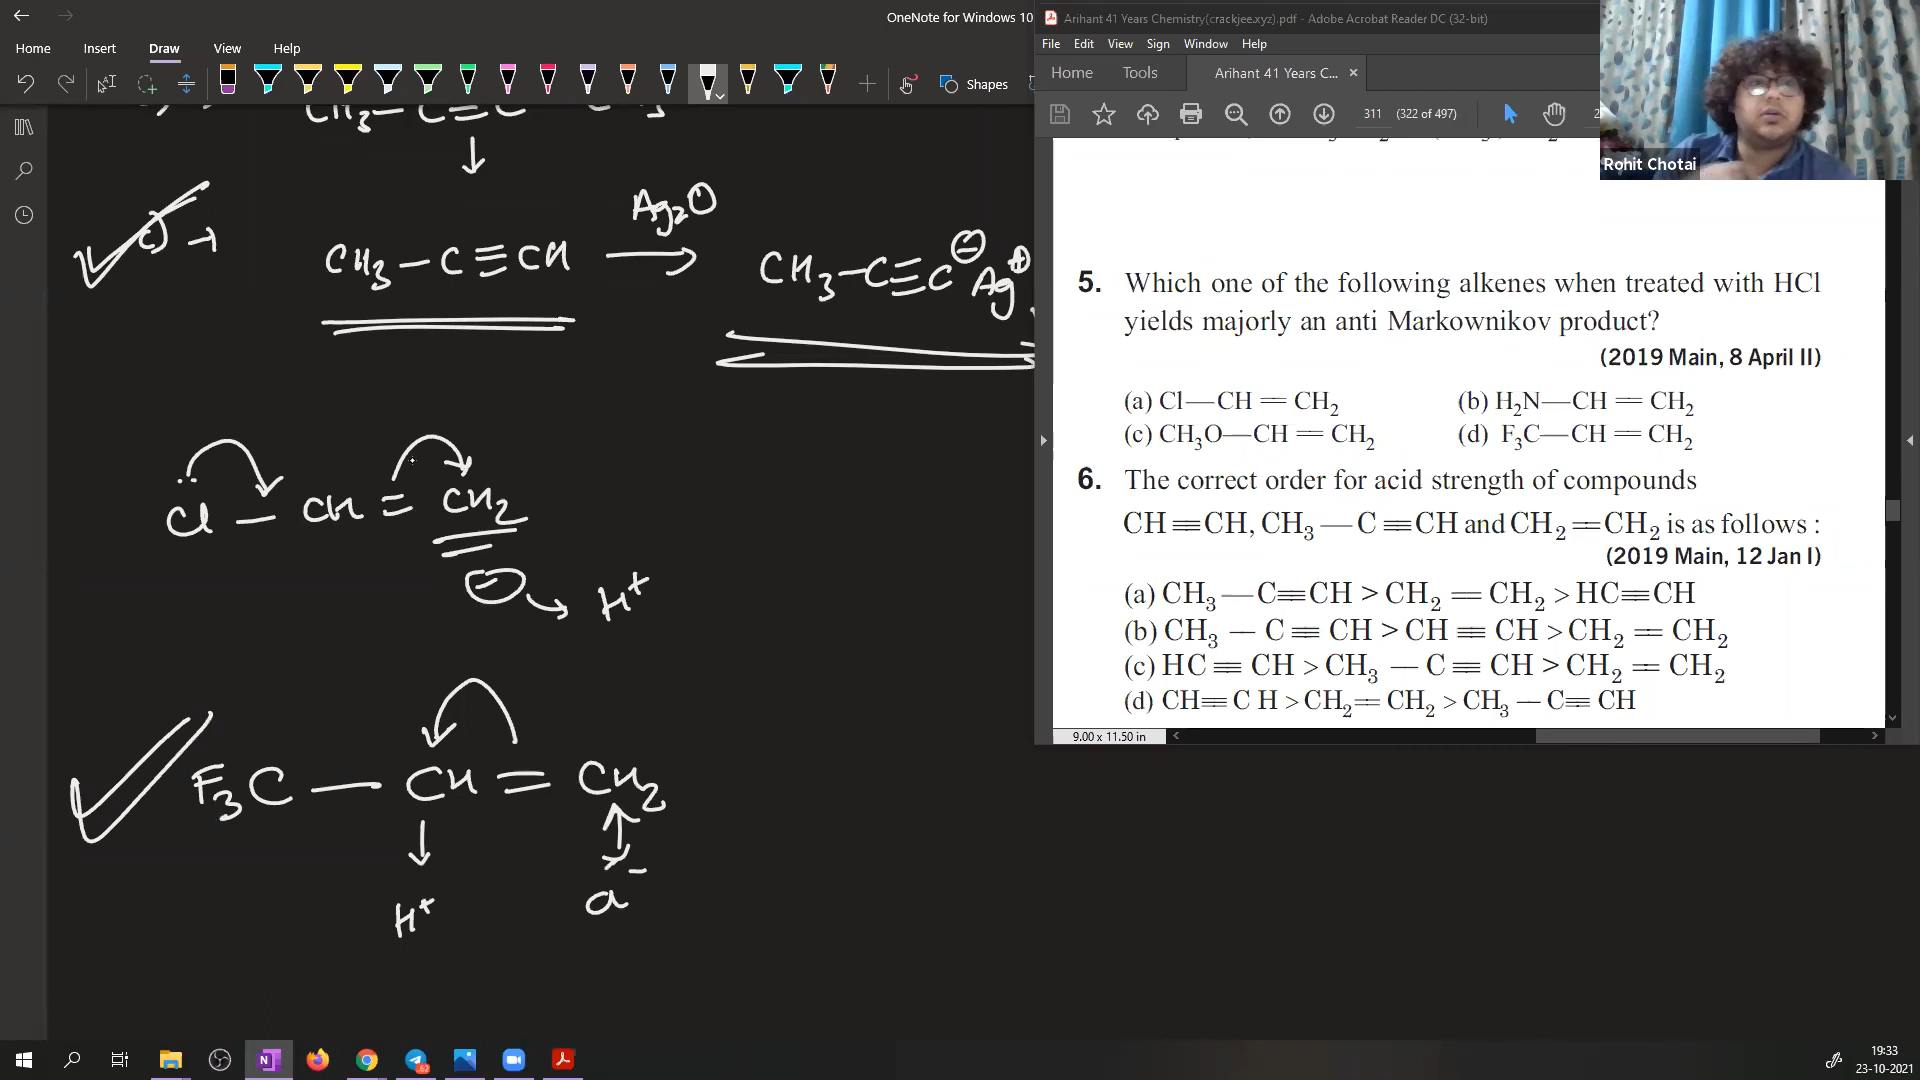 OneNote for Windows 10
Home Insert Draw View Help
Shapes
CH3—C≡C
↓
CH3—C≡CH Ag2O → CH3—C≡C⊖ Ag⊕
Cl—CH=CH2
⊖ → H+
F3C—CH=CH2
H+
Arihant 41 Years Chemistry(crackjee.xyz).pdf - Adobe Acrobat Reader DC (32-bit)
File Edit View Sign Window Help
Home Tools Arihant 41 Years C... ×
311 (322 of 497)
Rohit Chotai
5. Which one of the following alkenes when treated with HCl
yields majorly an anti Markownikov product?
(2019 Main, 8 April II)
(a) Cl—CH=CH2 (b) H2N—CH=CH2
(c) CH3O—CH=CH2 (d) F3C—CH=CH2
6. The correct order for acid strength of compounds
CH≡CH, CH3—C≡CH and CH2=CH2 is as follows :
(2019 Main, 12 Jan I)
(a) CH3—C≡CH > CH2=CH2 > HC≡CH
(b) CH3—C≡CH > CH≡CH > CH2=CH2
(c) HC≡CH > CH3—C≡CH > CH2=CH2
(d) CH≡C H > CH2=CH2 > CH3—C≡CH
9.00 x 11.50 in
19:33
23-10-2021